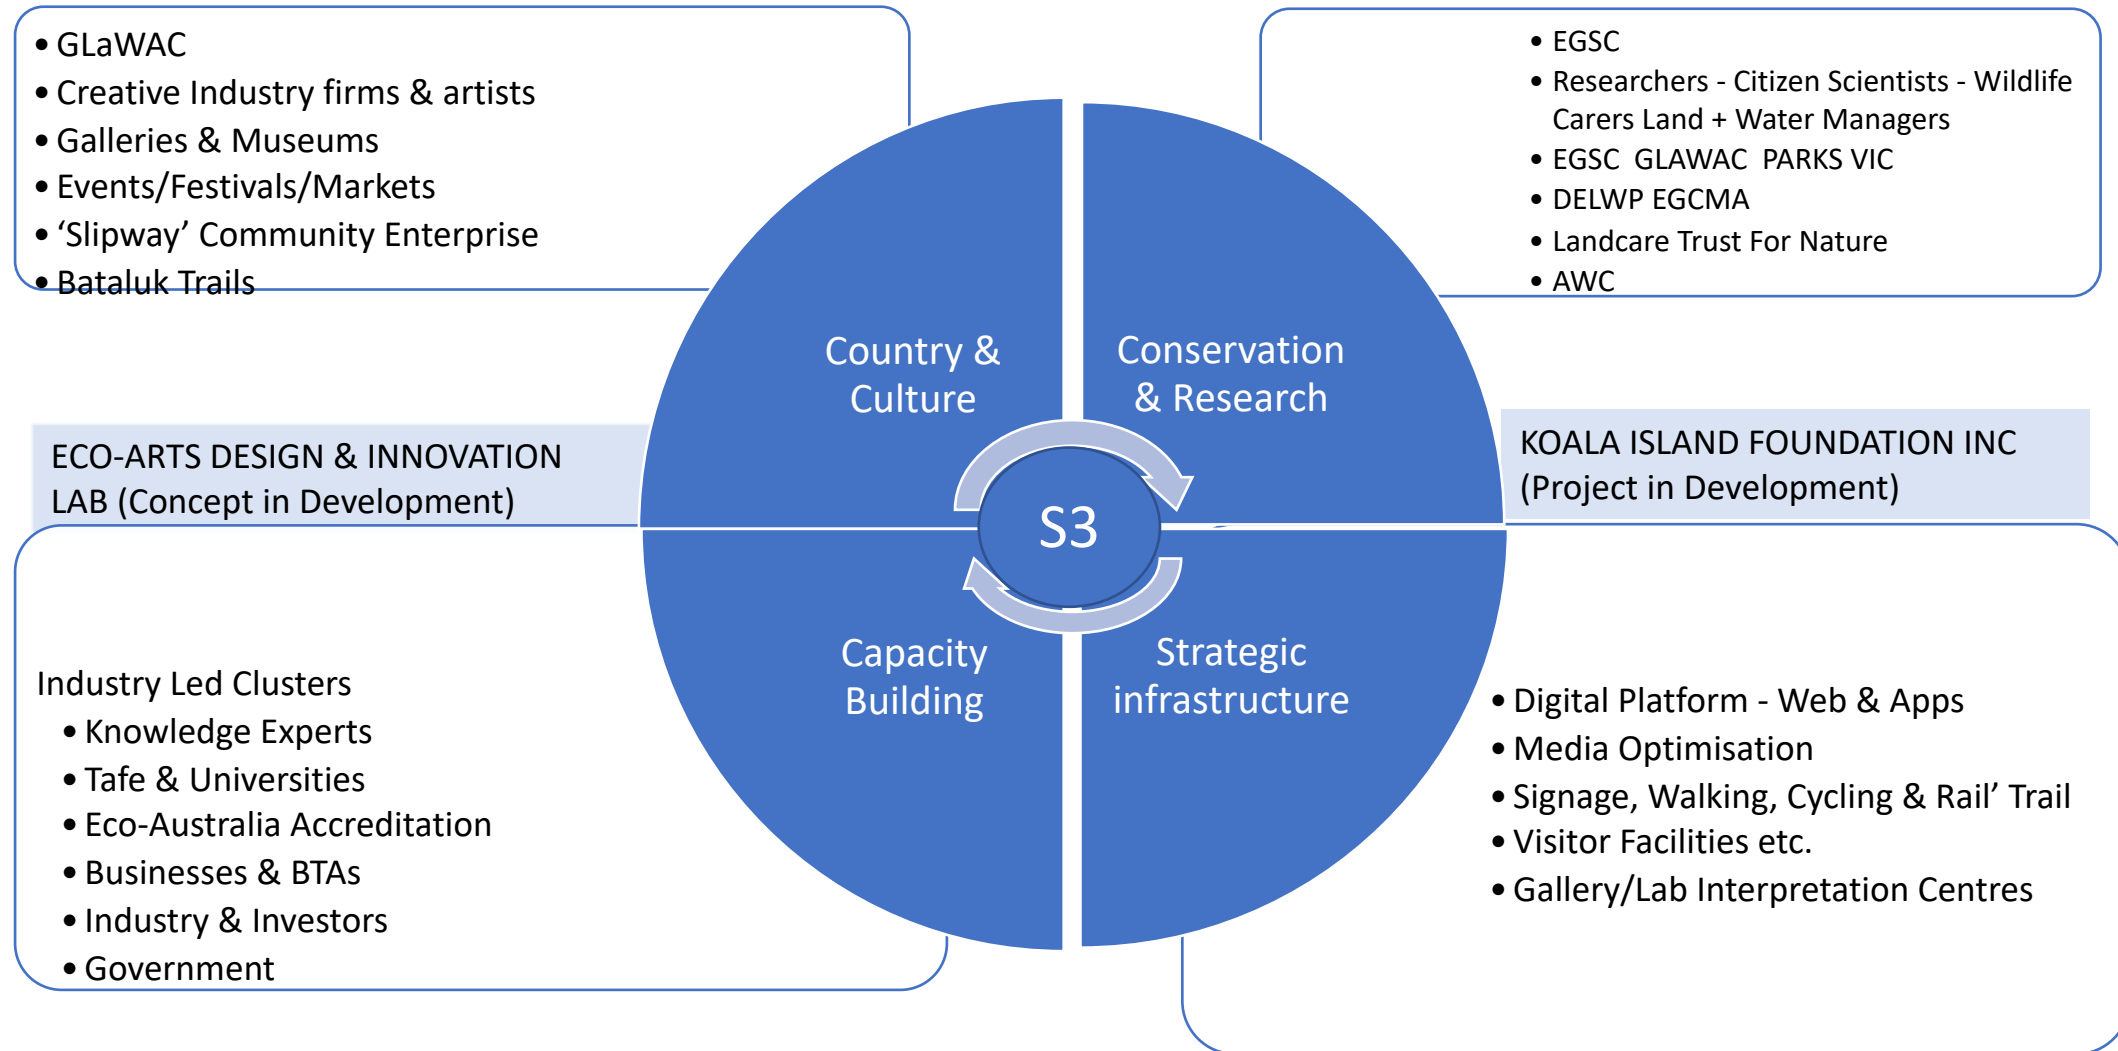 • GLaWAC
• Creative Industry firms & artists
• Galleries & Museums
• Events/Festivals/Markets
• ‘Slipway’ Community Enterprise
• Bataluk Trails
• EGSC
• Researchers - Citizen Scientists - Wildlife
Carers Land + Water Managers
• EGSC GLAWAC PARKS VIC
• DELWP EGCMA
• Landcare Trust For Nature
• AWC
Country &
Culture
Conservation
& Research
ECO-ARTS DESIGN & INNOVATION
LAB (Concept in Development)
KOALA ISLAND FOUNDATION INC
(Project in Development)
S3
Capacity
Building
Strategic
infrastructure
Industry Led Clusters
• Knowledge Experts
• Tafe & Universities
• Eco-Australia Accreditation
• Businesses & BTAs
• Industry & Investors
• Government
• Digital Platform - Web & Apps
• Media Optimisation
• Signage, Walking, Cycling & Rail’ Trail
• Visitor Facilities etc.
• Gallery/Lab Interpretation Centres